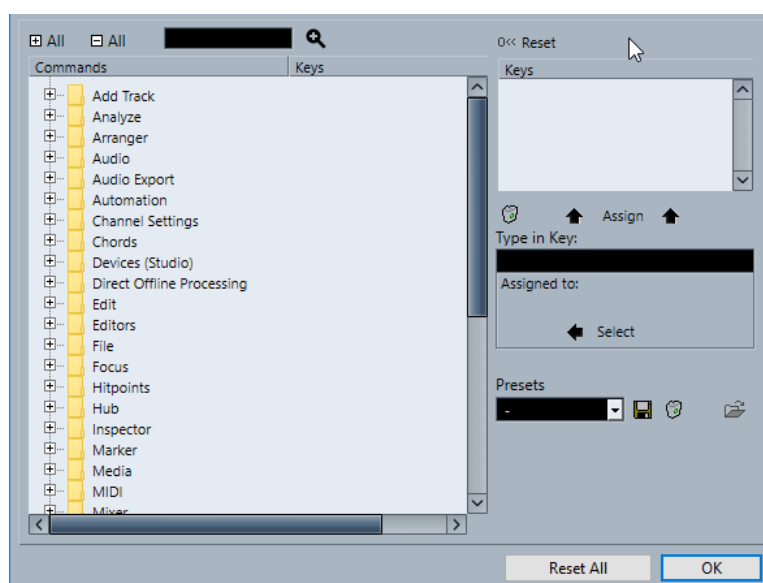 All All
0<< Reset
Commands Keys
Keys
Add Track
Analyze
Arranger
Audio
Audio Export
Automation
Channel Settings
Chords
Devices (Studio)
Direct Offline Processing
Edit
Editors
File
Focus
Hitpoints
Hub
Inspector
Marker
Media
MIDI
Mixer
Assign
Type in Key:
Assigned to:
Select
Presets
-
Reset All OK